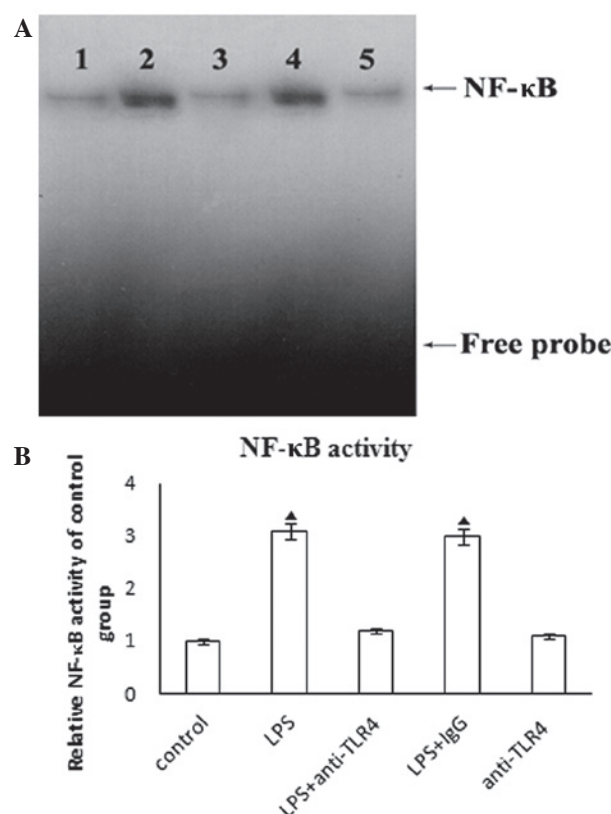 A
1 2 3 4 5
NF-κB
Free probe
B
NF-κB activity
Relative NF-κB activity of control
group
4
3
2
1
0
control
LPS
LPS+anti-TLR4
LPS+IgG
anti-TLR4